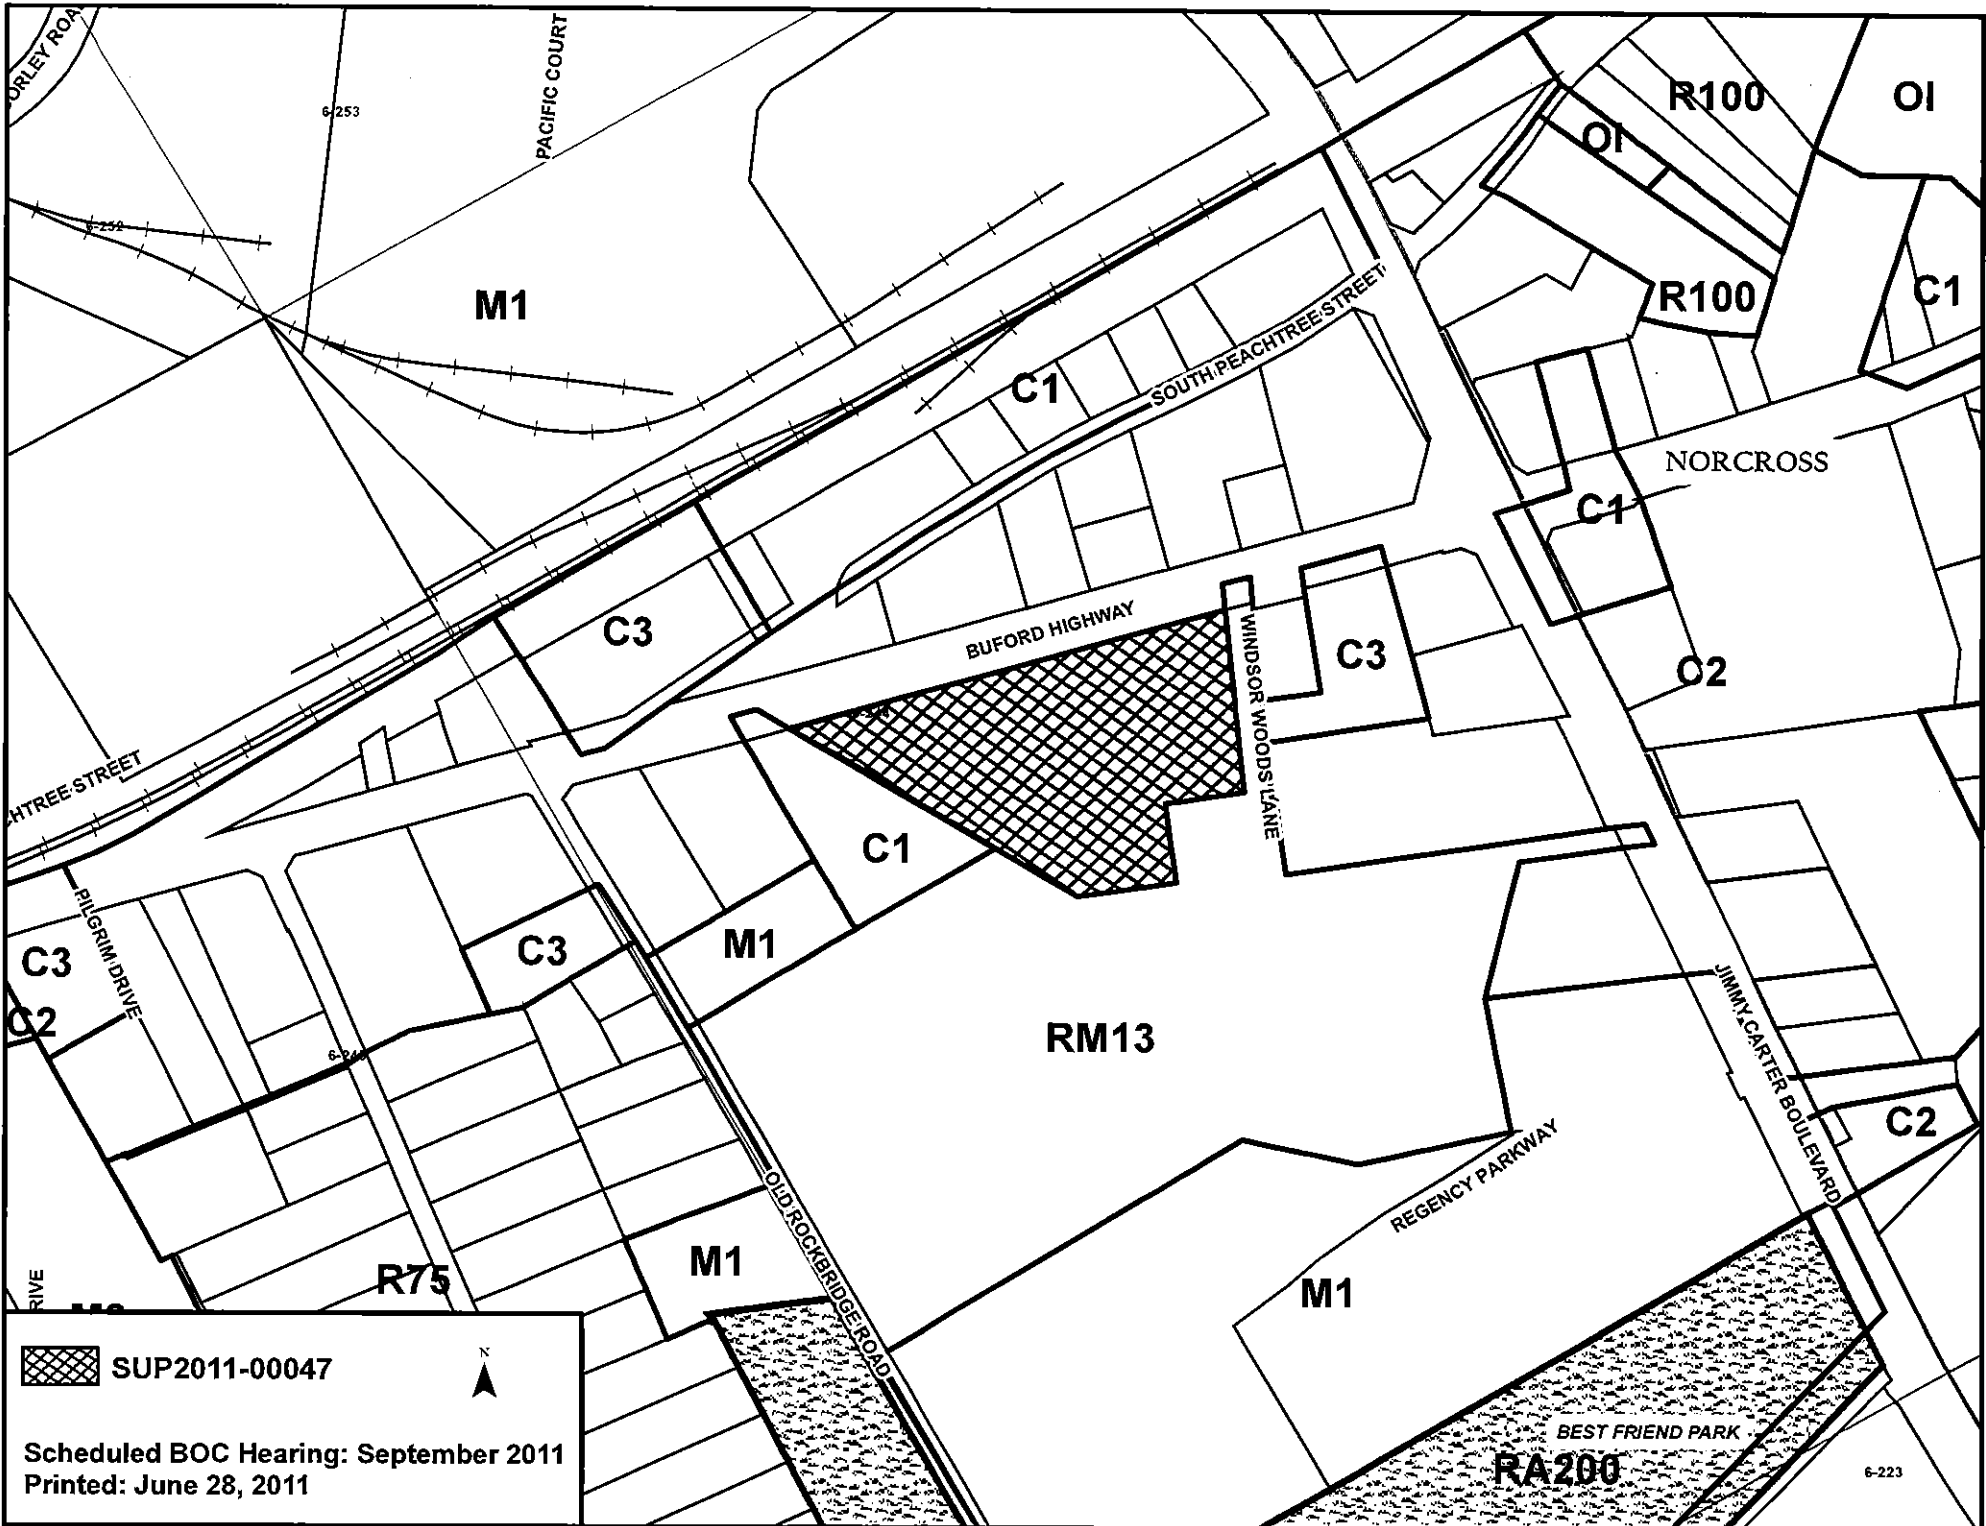 PACIFIC COURT
6-253
R100
OI
OI
6-252
M1
R100
C1
SOUTH PEACHTREE STREET
C1
NORCROSS
C1
C3
BUFORD HIGHWAY
WINDSOR WOODS LANE
C3
C2
C1
PILGRIM DRIVE
C3
C3
M1
C2
RM13
JIMMY CARTER BOULEVARD
C2
REGENCY PARKWAY
OLD ROCKBRIDGE ROAD
M1
R75
M1
BEST FRIEND PARK
RA200
6-223
CHTREE STREET
ORLEY ROAD
RIVE
SUP2011-00047
N
Scheduled BOC Hearing: September 2011
Printed: June 28, 2011